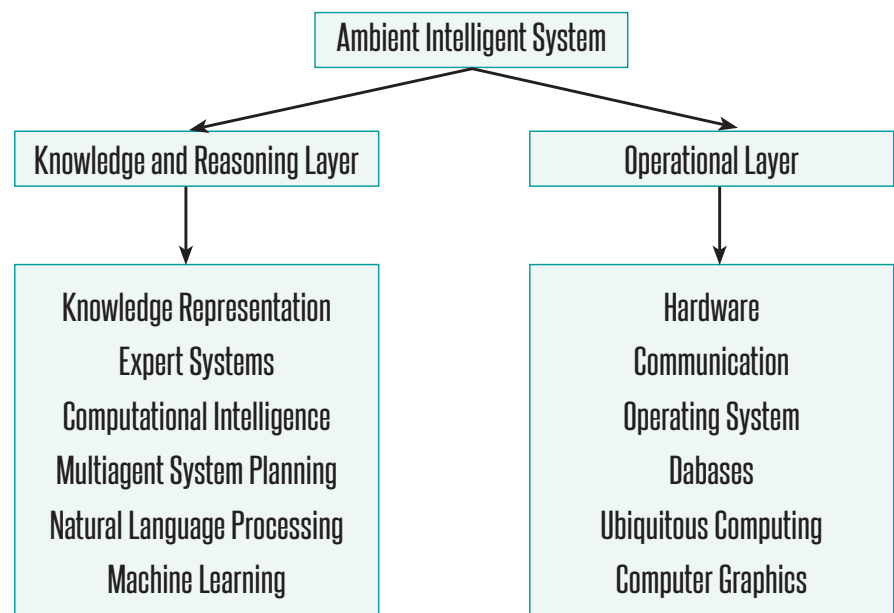 Ambient Intelligent System
Knowledge and Reasoning Layer
Operational Layer
Knowledge Representation
Expert Systems
Computational Intelligence
Multiagent System Planning
Natural Language Processing
Machine Learning
Hardware
Communication
Operating System
Dabases
Ubiquitous Computing
Computer Graphics